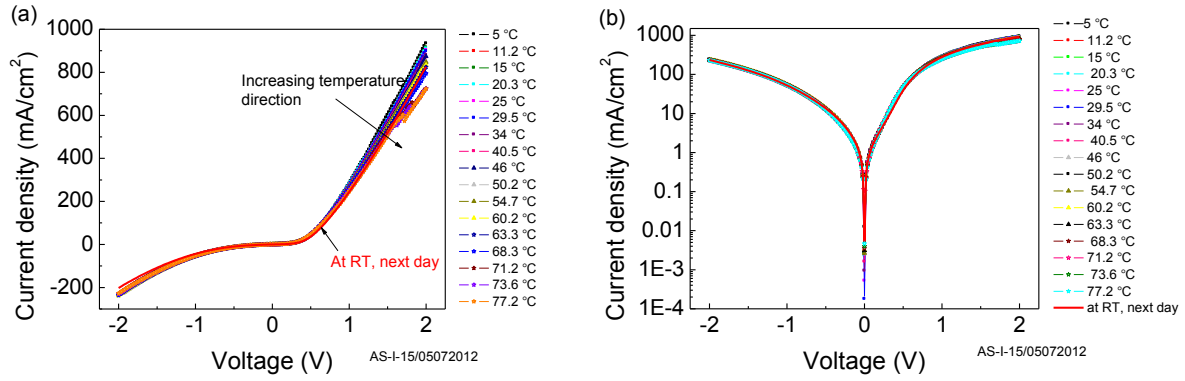 (a)
1000
800
600
400
200
0
-200
-2
-1
0
1
2
Current density (mA/cm²)
Voltage (V)
Increasing temperature
direction
At RT, next day
AS-I-15/05072012
5 °C
11.2 °C
15 °C
20.3 °C
25 °C
29.5 °C
34 °C
40.5 °C
46 °C
50.2 °C
54.7 °C
60.2 °C
63.3 °C
68.3 °C
71.2 °C
73.6 °C
77.2 °C
(b)
1000
100
10
1
0.1
0.01
1E-3
1E-4
-2
-1
0
1
2
Current density (mA/cm²)
Voltage (V)
AS-I-15/05072012
5 °C
11.2 °C
15 °C
20.3 °C
25 °C
29.5 °C
34 °C
40.5 °C
46 °C
50.2 °C
54.7 °C
60.2 °C
63.3 °C
68.3 °C
71.2 °C
73.6 °C
77.2 °C
at RT, next day